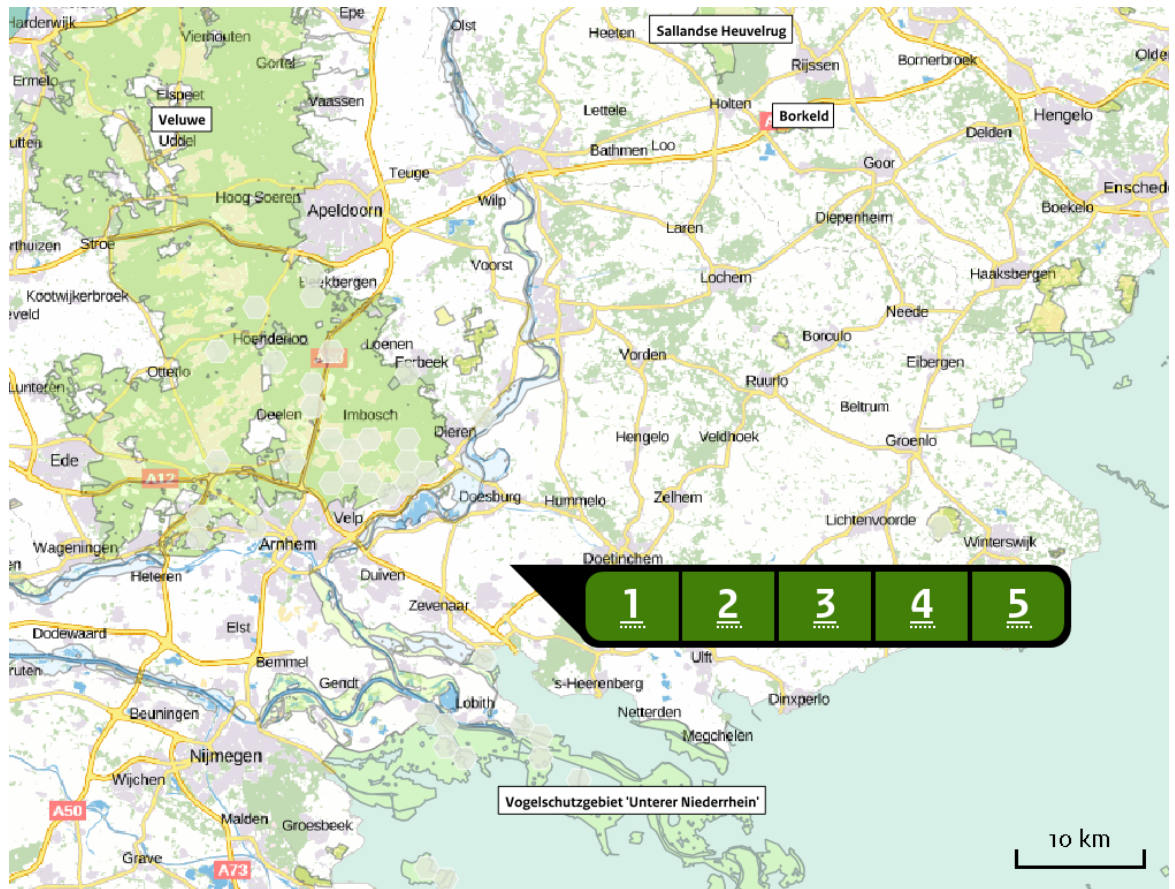 Harderwijk
Vierhouten
Epe
Olst
Heeten
Sallandse Heuvelrug
Rijssen
Bornerbroek
Ermelo
Gortel
Elspeet
Vaassen
Lettele
Holten
Borkeld
Hengelo
Veluwe
Uddel
Delden
Bathmen
Loo
Goor
Teuge
Hoog Soeren
Apeldoorn
Wilp
Enschede
Boekelo
Diepenheim
Laren
Stroe
Voorst
Lochem
Haaksbergen
Kootwijkerbroek
Neede
Hoenderloo
Loenen
Borculo
Vorden
Eerbeek
Eibergen
Otterlo
Lunteren
Ruurlo
Deelen
Imbosch
Beltrum
Dieren
Hengelo
Veldhoek
Groenlo
Ede
A12
Doesburg
Hummelo
Zelhem
Velp
Lichtenvoorde
Wageningen
Arnhem
Winterswijk
Doetinchem
Heteren
Duiven
Zevenaar
1 2 3 4 5
Elst
Dodewaard
Bemmel
Ulft
Gendt
's-Heerenberg
Lobith
Dinxperlo
Beuningen
Netterden
Megchelen
Nijmegen
Wijchen
Vogelschutzgebiet 'Unterer Niederrhein'
A50
Malden
Groesbeek
10 km
Grave
A73